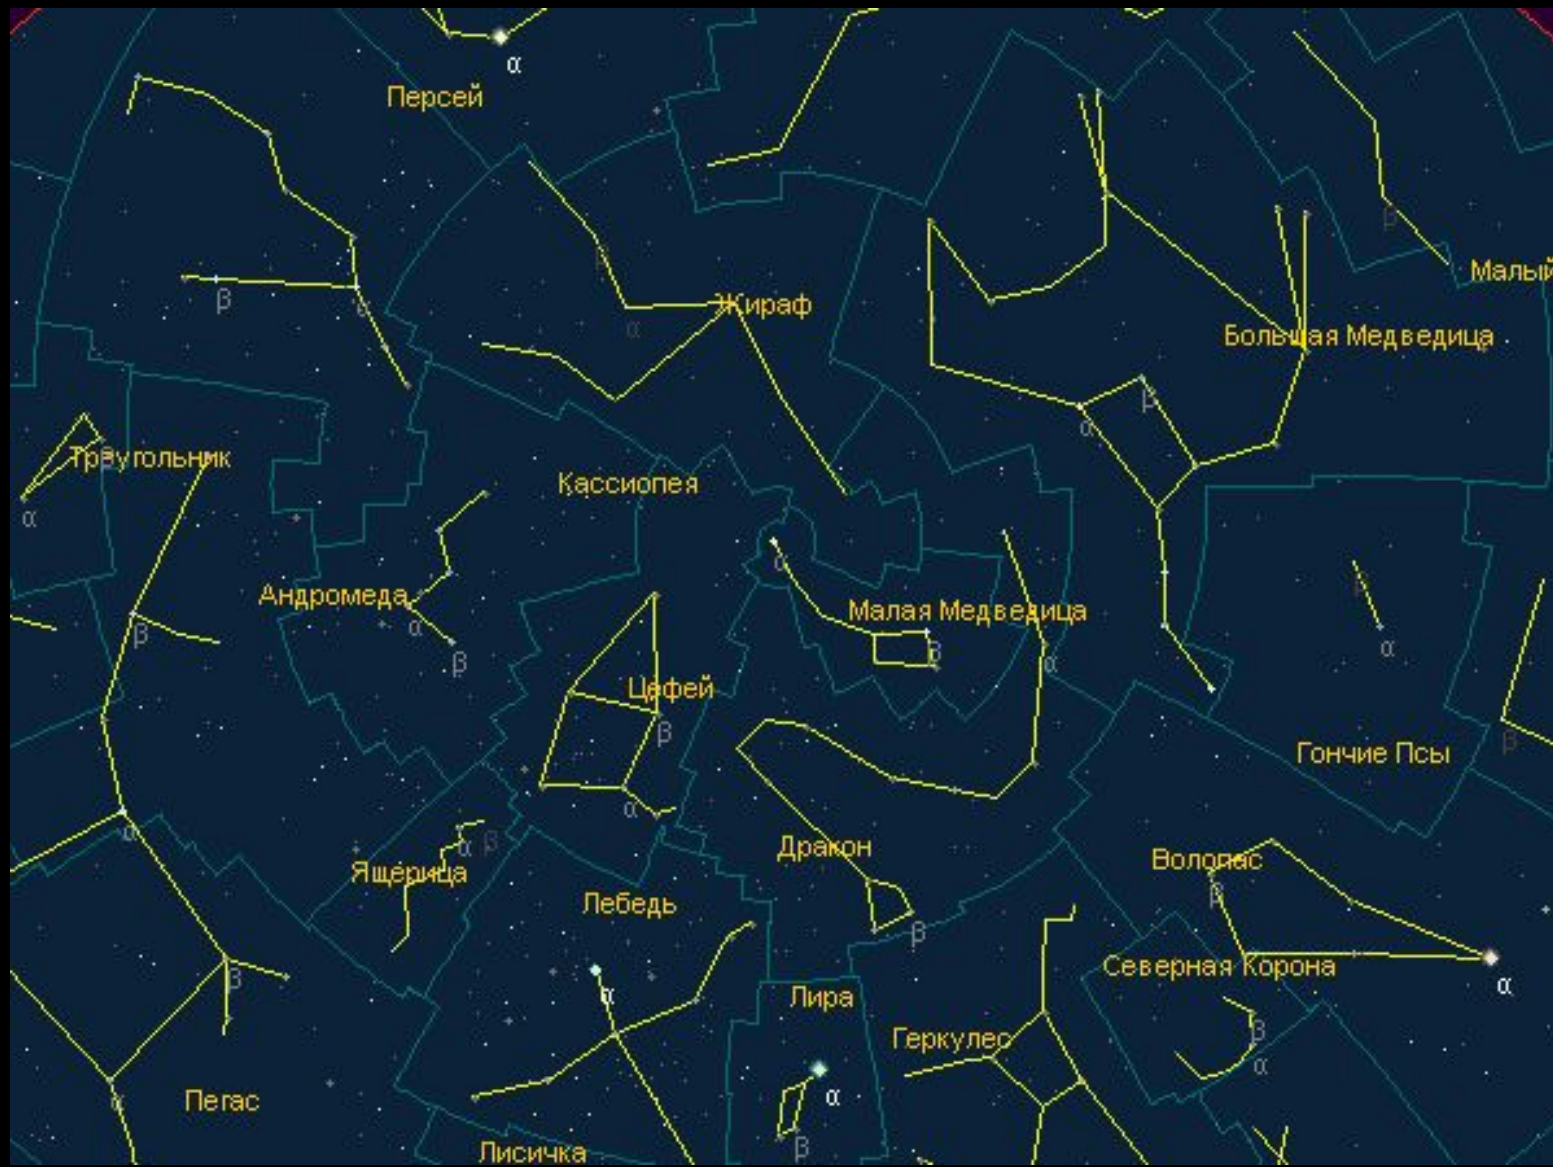 α
Персей
β
Малый
β
α
Жираф
α
β
Большая Медведица
β
α
Треугольник
β
Кассиопея
α
α
Андромеда
Малая Медведица
β
α
β
β
α
α
β
Цефей
β
Гончие Псы
β
α
α
Дракон
Волопас
α
β
Ящерица
β
Лебедь
β
Северная Корона
β
α
α
Лира
β
Геркулес
α
α
Пегас
α
β
Лисичка